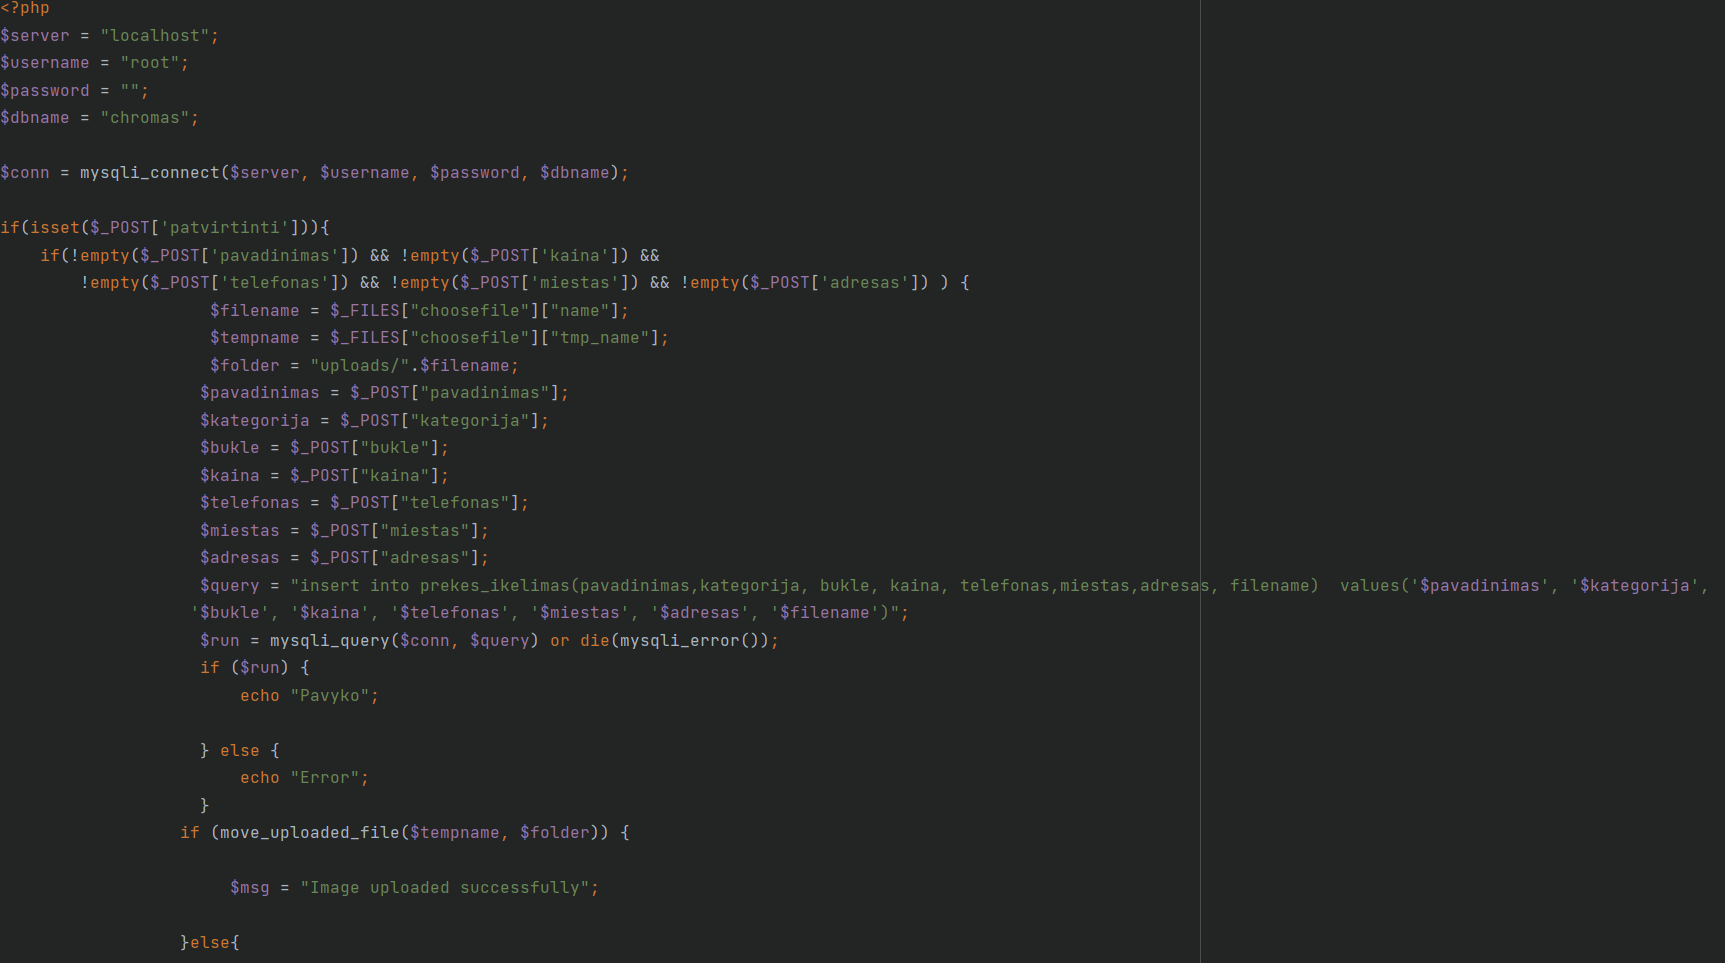 <?php
$server = "localhost";
$username = "root";
$password = "";
$dbname = "chromas";
$conn = mysqli_connect($server, $username, $password, $dbname);
if(isset($_POST['patvirtinti'])){
if(!empty($_POST['pavadinimas']) && !empty($_POST['kaina']) &&
!empty($_POST['telefonas']) && !empty($_POST['miestas']) && !empty($_POST['adresas']) ) {
$filename = $_FILES["choosefile"]["name"];
$tempname = $_FILES["choosefile"]["tmp_name"];
$folder = "uploads/".$filename;
$pavadinimas = $_POST["pavadinimas"];
$kategorija = $_POST["kategorija"];
$bukle = $_POST["bukle"];
$kaina = $_POST["kaina"];
$telefonas = $_POST["telefonas"];
$miestas = $_POST["miestas"];
$adresas = $_POST["adresas"];
$query = "insert into prekes_ikelimas(pavadinimas,kategorija, bukle, kaina, telefonas,miestas,adresas, filename)  values('$pavadinimas', '$kategorija',
'$bukle', '$kaina', '$telefonas', '$miestas', '$adresas', '$filename')";
$run = mysqli_query($conn, $query) or die(mysqli_error());
if ($run) {
echo "Pavyko";
} else {
echo "Error";
}
if (move_uploaded_file($tempname, $folder)) {
$msg = "Image uploaded successfully";
}else{